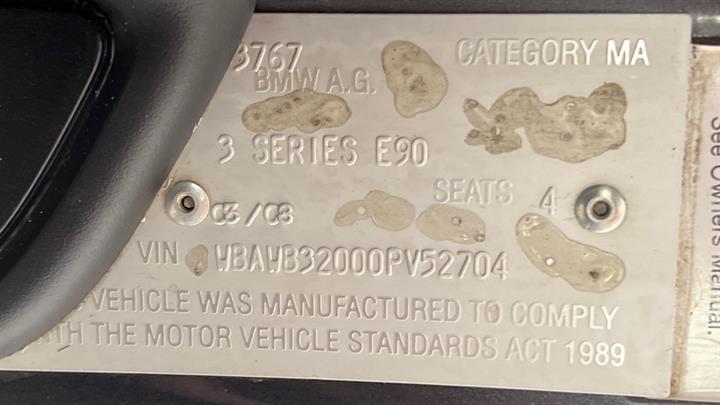 3767 CATEGORY MA
BMW A.G.
3 SERIES E90
SEATS 4
03/08
VIN WBAWB32000PV52704
VEHICLE WAS MANUFACTURED TO COMPLY
THE MOTOR VEHICLE STANDARDS ACT 1989
See Owners Manual.